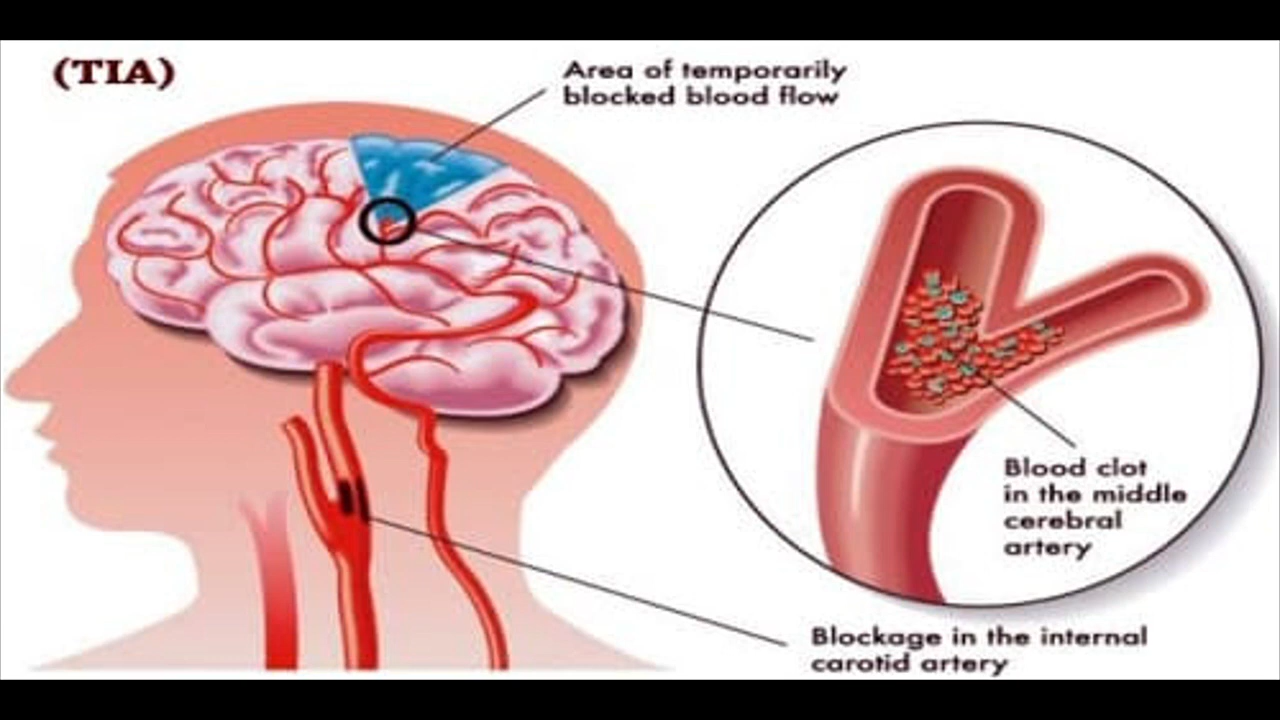 (TIA)
Area of temporarily
blocked blood flow
Blood clot
in the middle
cerebral
artery
Blockage in the internal
carotid artery